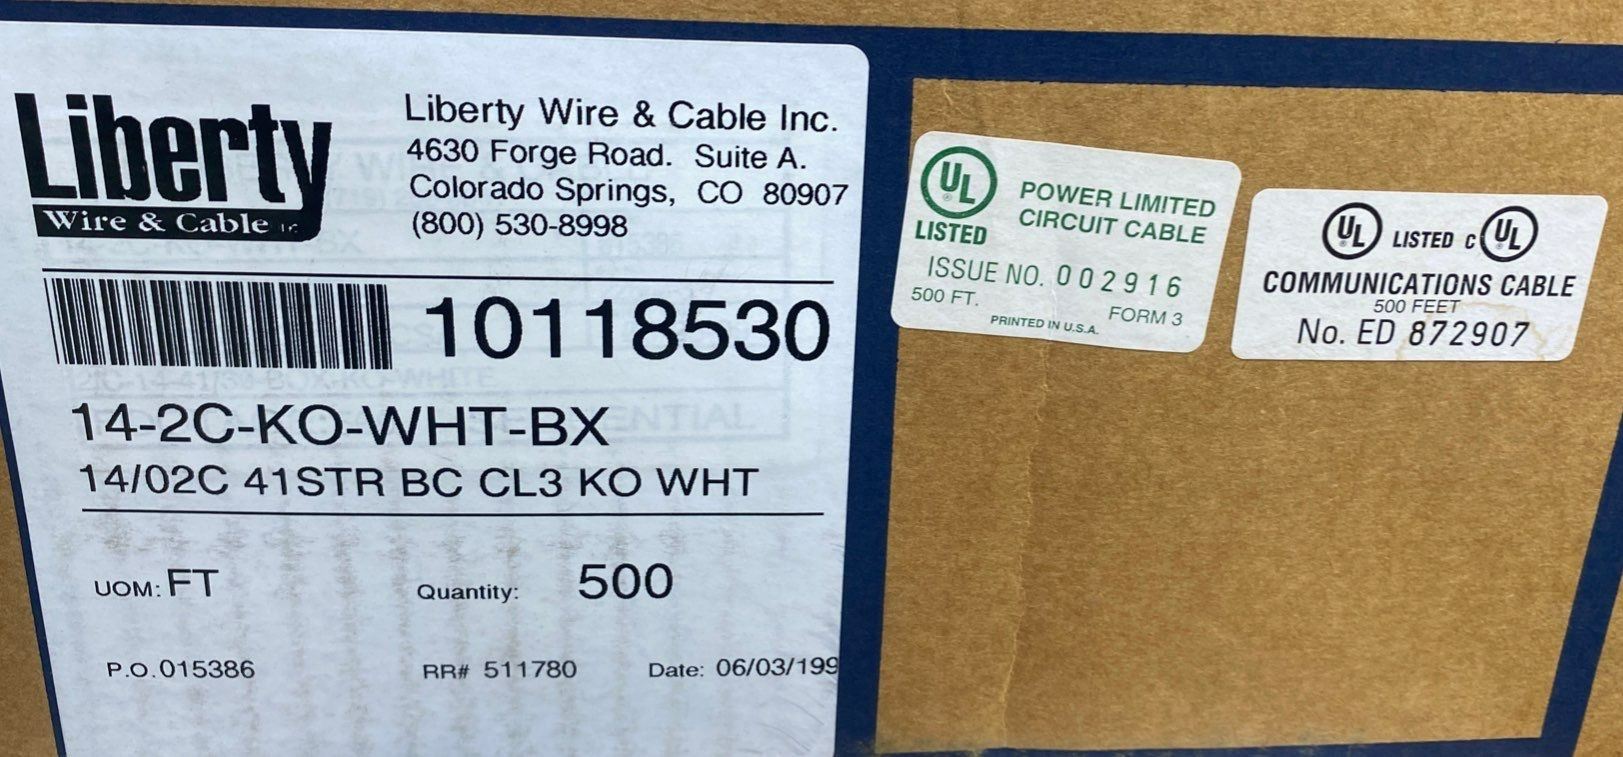 Liberty
Wire & Cable
Liberty Wire & Cable Inc.
4630 Forge Road. Suite A.
Colorado Springs, CO 80907
(800) 530-8998
10118530
14-2C-KO-WHT-BX
14/02C 41STR BC CL3 KO WHT
UOM: FT Quantity: 500
P.O. 015386 RR# 511780 Date: 06/03/199
UL
LISTED
POWER LIMITED
CIRCUIT CABLE
ISSUE NO. 002916
500 FT. FORM 3
PRINTED IN U.S.A.
UL LISTED C UL
COMMUNICATIONS CABLE
500 FEET
No. ED 872907